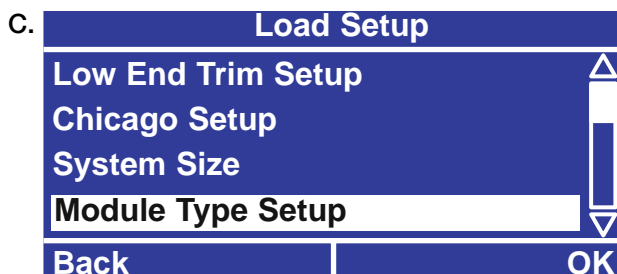 C.
Load Setup
Low End Trim Setup
Chicago Setup
System Size
Module Type Setup
Back OK